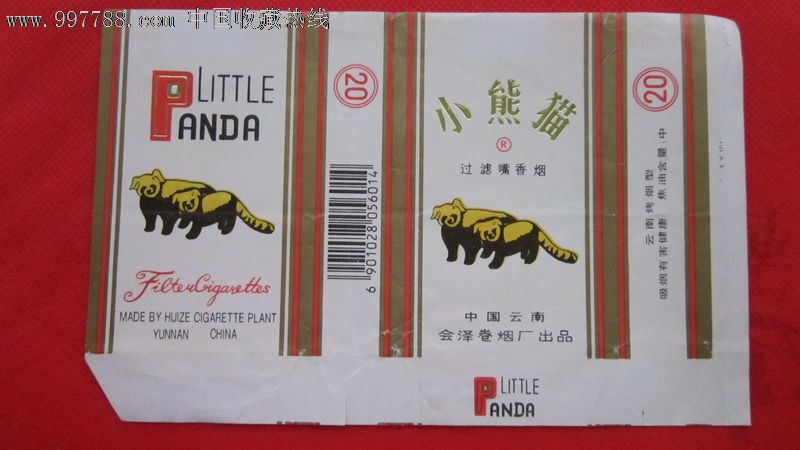 www.997788.com 中国收藏热线
LITTLE
PANDA
Filter Cigarettes
MADE BY HUIZE CIGARETTE PLANT
YUNNAN CHINA
20
6 901028 056014
小熊猫
®
过滤嘴香烟
中国云南
会泽卷烟厂出品
LITTLE
PANDA
20
云南烤烟型
吸烟有害健康 焦油含量:中